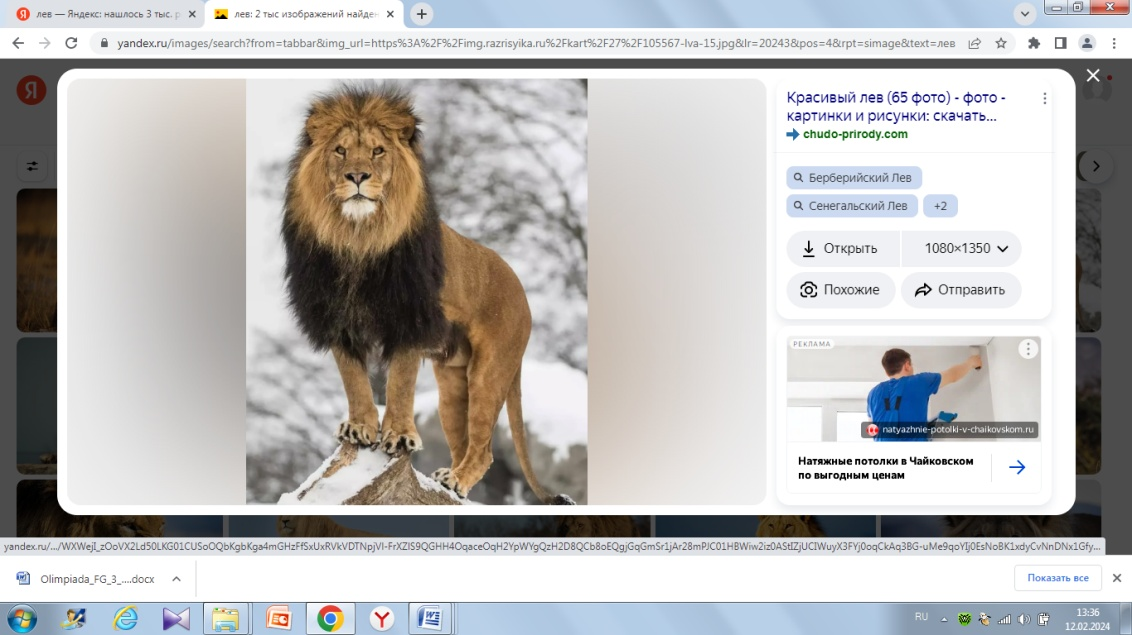 лев — Яндекс: нашлось 3 тыс. р
лев: 2 тыс изображений найден
yandex.ru/images/search?from=tabbar&img_url=https%3A%2F%2Fimg.razrisyika.ru%2Fkart%2F27%2F105567-lva-15.jpg&lr=20243&pos=4&rpt=simage&text=лев
Я
Красивый лев (65 фото) - фото -
картинки и рисунки: скачать...
chudo-prirody.com
Берберийский Лев
Сенегальский Лев +2
Открыть 1080×1350
Похожие Отправить
РЕКЛАМА
natyazhnie-potolki-v-chaikovskom.ru
Натяжные потолки в Чайковском
по выгодным ценам
Olimpiada_FG_3_....docx
Показать все
RU
13:36
12.02.2024